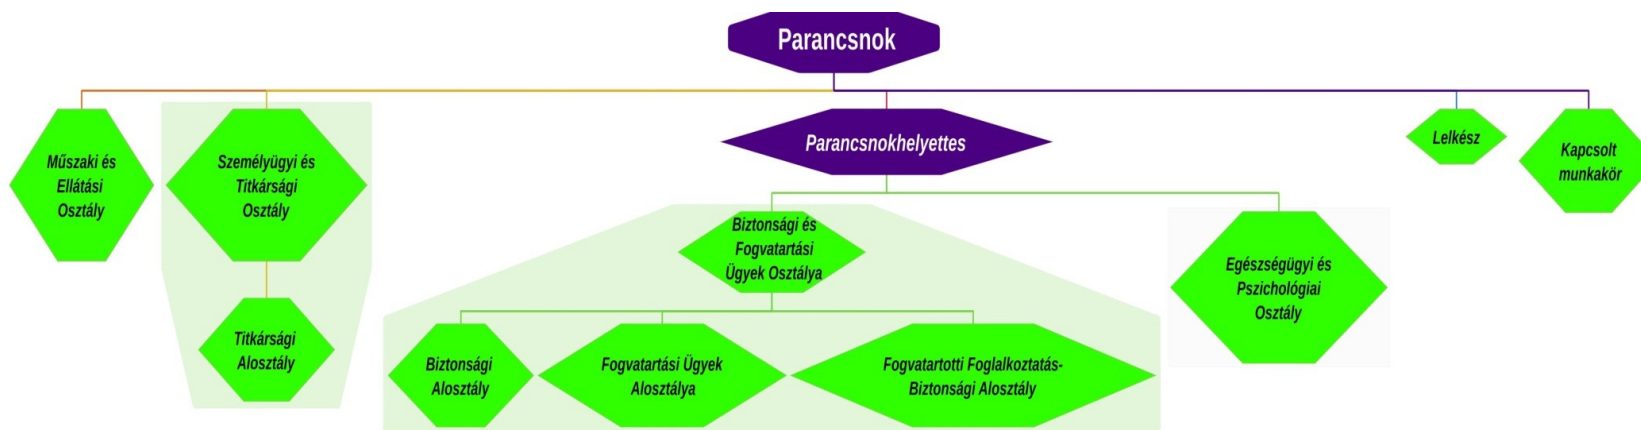 Parancsnok
Műszaki és
Ellátási
Osztály
Személyügyi és
Titkársági
Osztály
Titkársági
Alosztály
Parancsnokhelyettes
Biztonsági és
Fogvatartási
Ügyek Osztálya
Biztonsági
Alosztály
Fogvatartási Ügyek
Alosztálya
Fogvatartotti Foglalkoztatás-
Biztonsági Alosztály
Egészségügyi és
Pszichológiai
Osztály
Lelkész
Kapcsolt
munkakör